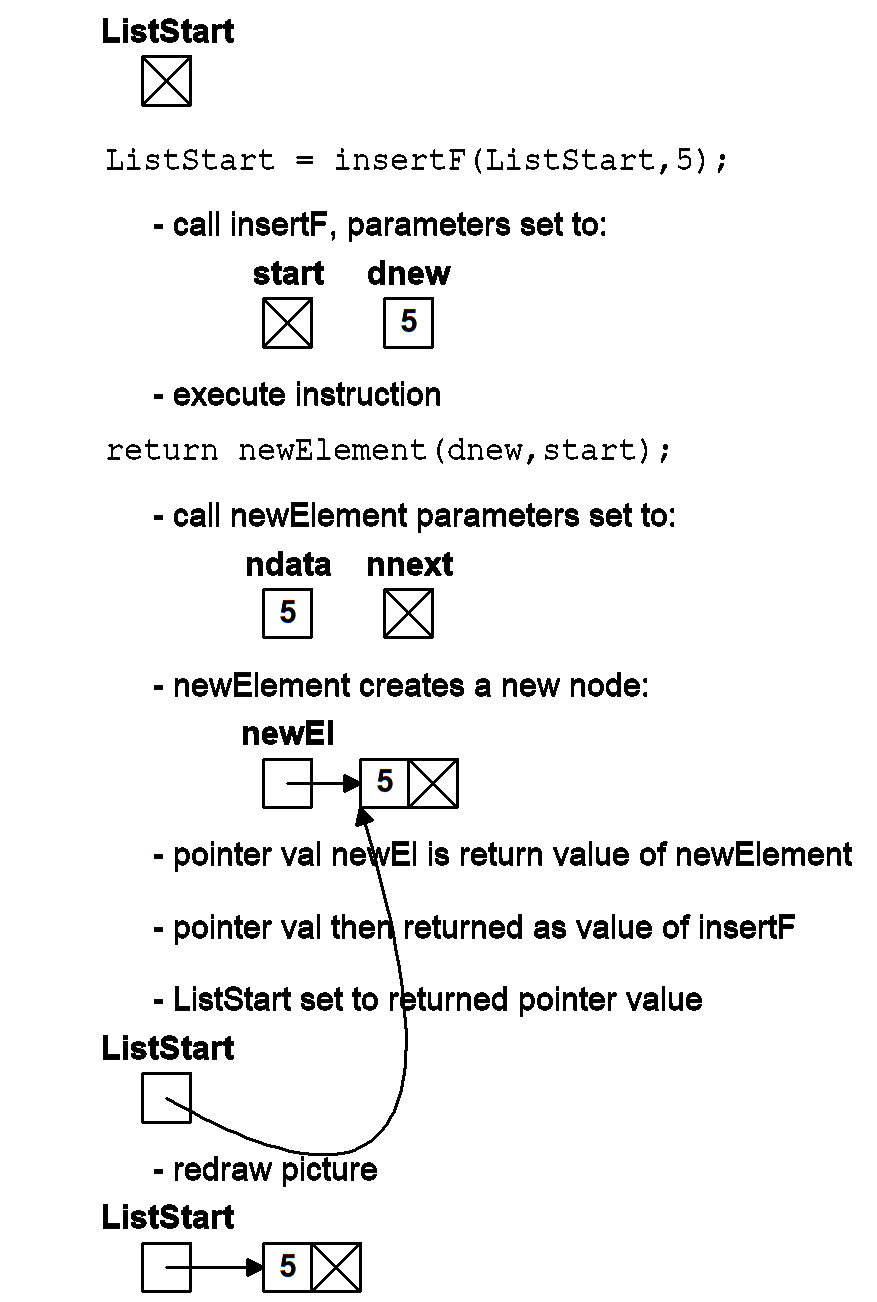 ListStart
ListStart = insertF(ListStart,5);
- call insertF, parameters set to:
start dnew
5
- execute instruction
return newElement(dnew,start);
- call newElement parameters set to:
ndata nnext
5
- newElement creates a new node:
newEl
5
- pointer val newEl is return value of newElement
- pointer val then returned as value of insertF
- ListStart set to returned pointer value
ListStart
- redraw picture
ListStart
5